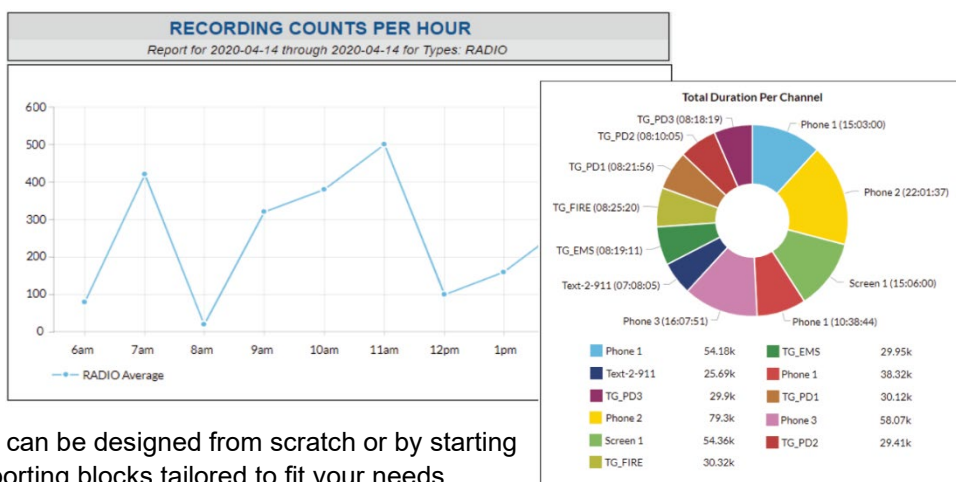 RECORDING COUNTS PER HOUR
Report for 2020-04-14 through 2020-04-14 for Types: RADIO
600
500
400
300
200
100
0
6am 7am 8am 9am 10am 11am 12pm 1pm
RADIO Average
Total Duration Per Channel
TG_PD3 (08:18:19)
Phone 1 (15:03:00)
TG_PD2 (08:10:05)
TG_PD1 (08:21:56)
Phone 2 (22:01:37)
TG_FIRE (08:25:20)
TG_EMS (08:19:11)
Screen 1 (15:06:00)
Text-2-911 (07:08:05)
Phone 3 (16:07:51)
Phone 1 (10:38:44)
Phone 1 54.18k TG_EMS 29.95k
Text-2-911 25.69k Phone 1 38.32k
TG_PD3 29.9k TG_PD1 30.12k
Phone 2 79.3k Phone 3 58.07k
Screen 1 54.36k TG_PD2 29.41k
TG_FIRE 30.32k
can be designed from scratch or by starting
porting blocks tailored to fit your needs